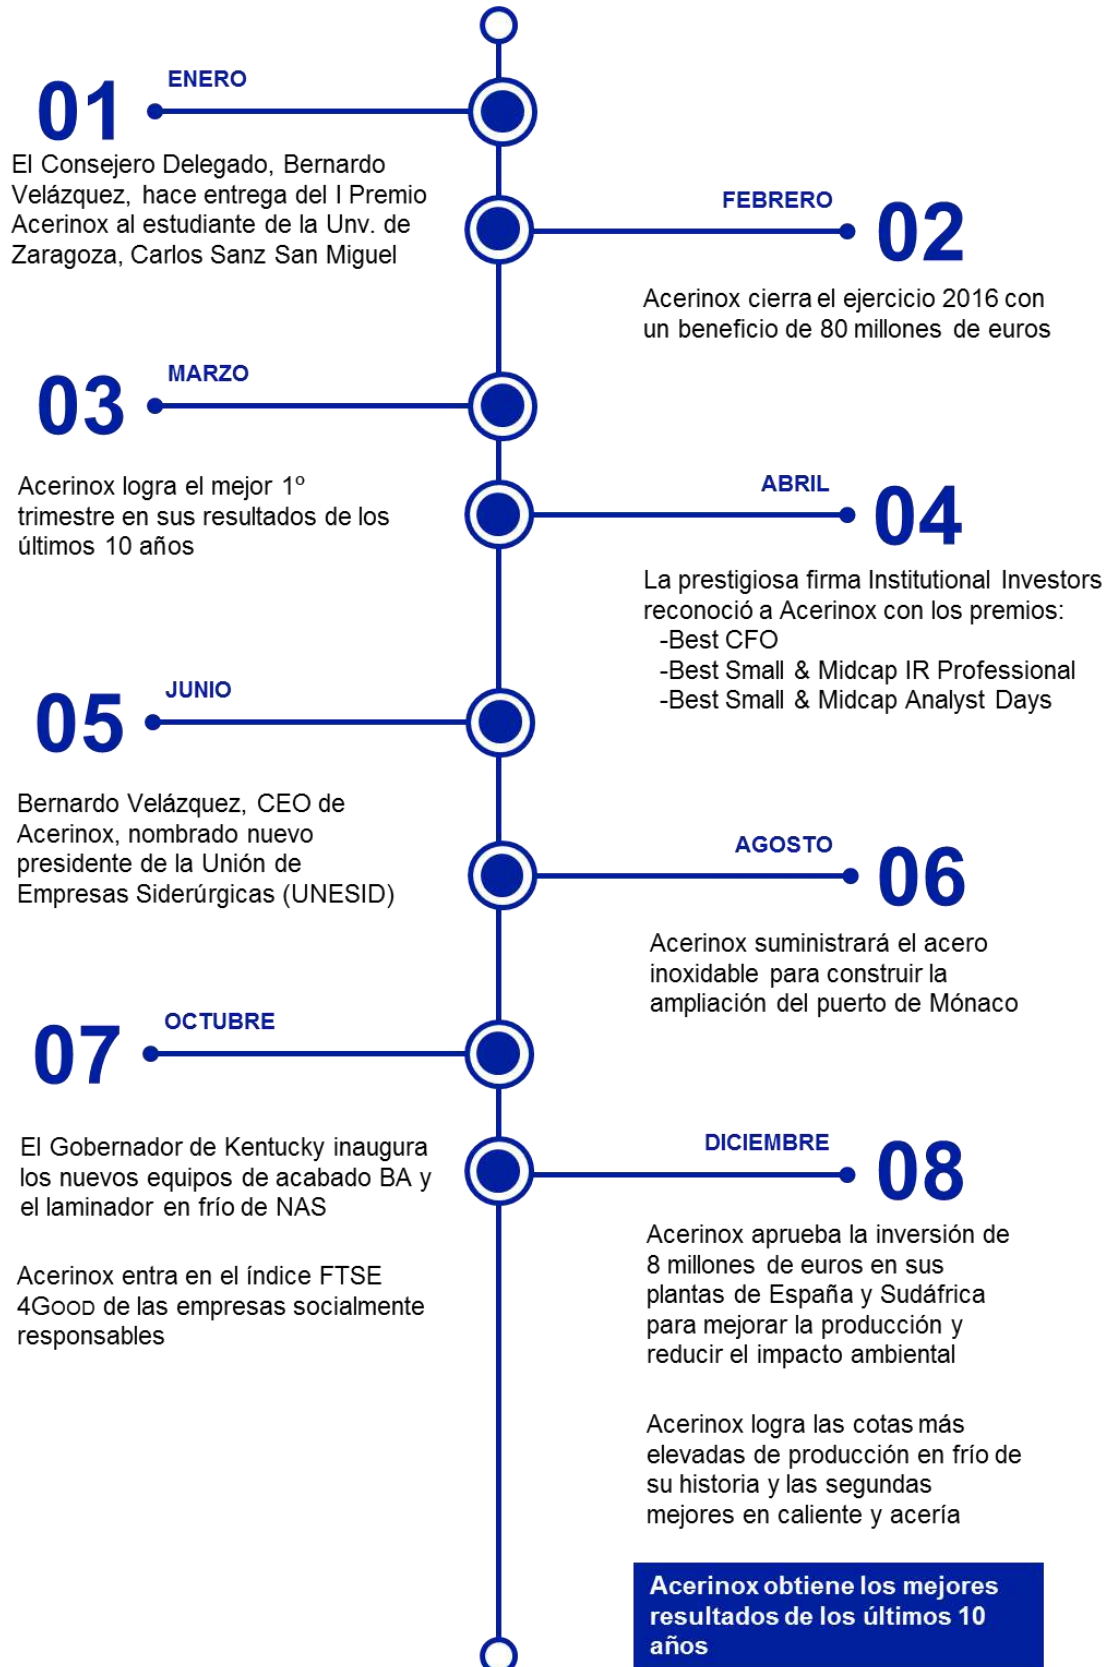 01
ENERO
El Consejero Delegado, Bernardo
Velázquez, hace entrega del I Premio
Acerinox al estudiante de la Unv. de
Zaragoza, Carlos Sanz San Miguel
FEBRERO
02
Acerinox cierra el ejercicio 2016 con
un beneficio de 80 millones de euros
03
MARZO
Acerinox logra el mejor 1º
trimestre en sus resultados de los
últimos 10 años
ABRIL
04
La prestigiosa firma Institutional Investors
reconoció a Acerinox con los premios:
-Best CFO
-Best Small & Midcap IR Professional
-Best Small & Midcap Analyst Days
05
JUNIO
Bernardo Velázquez, CEO de
Acerinox, nombrado nuevo
presidente de la Unión de
Empresas Siderúrgicas (UNESID)
AGOSTO
06
Acerinox suministrará el acero
inoxidable para construir la
ampliación del puerto de Mónaco
07
OCTUBRE
El Gobernador de Kentucky inaugura
los nuevos equipos de acabado BA y
el laminador en frío de NAS
Acerinox entra en el índice FTSE
4GOOD de las empresas socialmente
responsables
DICIEMBRE
08
Acerinox aprueba la inversión de
8 millones de euros en sus
plantas de España y Sudáfrica
para mejorar la producción y
reducir el impacto ambiental
Acerinox logra las cotas más
elevadas de producción en frío de
su historia y las segundas
mejores en caliente y acería
Acerinox obtiene los mejores
resultados de los últimos 10
años